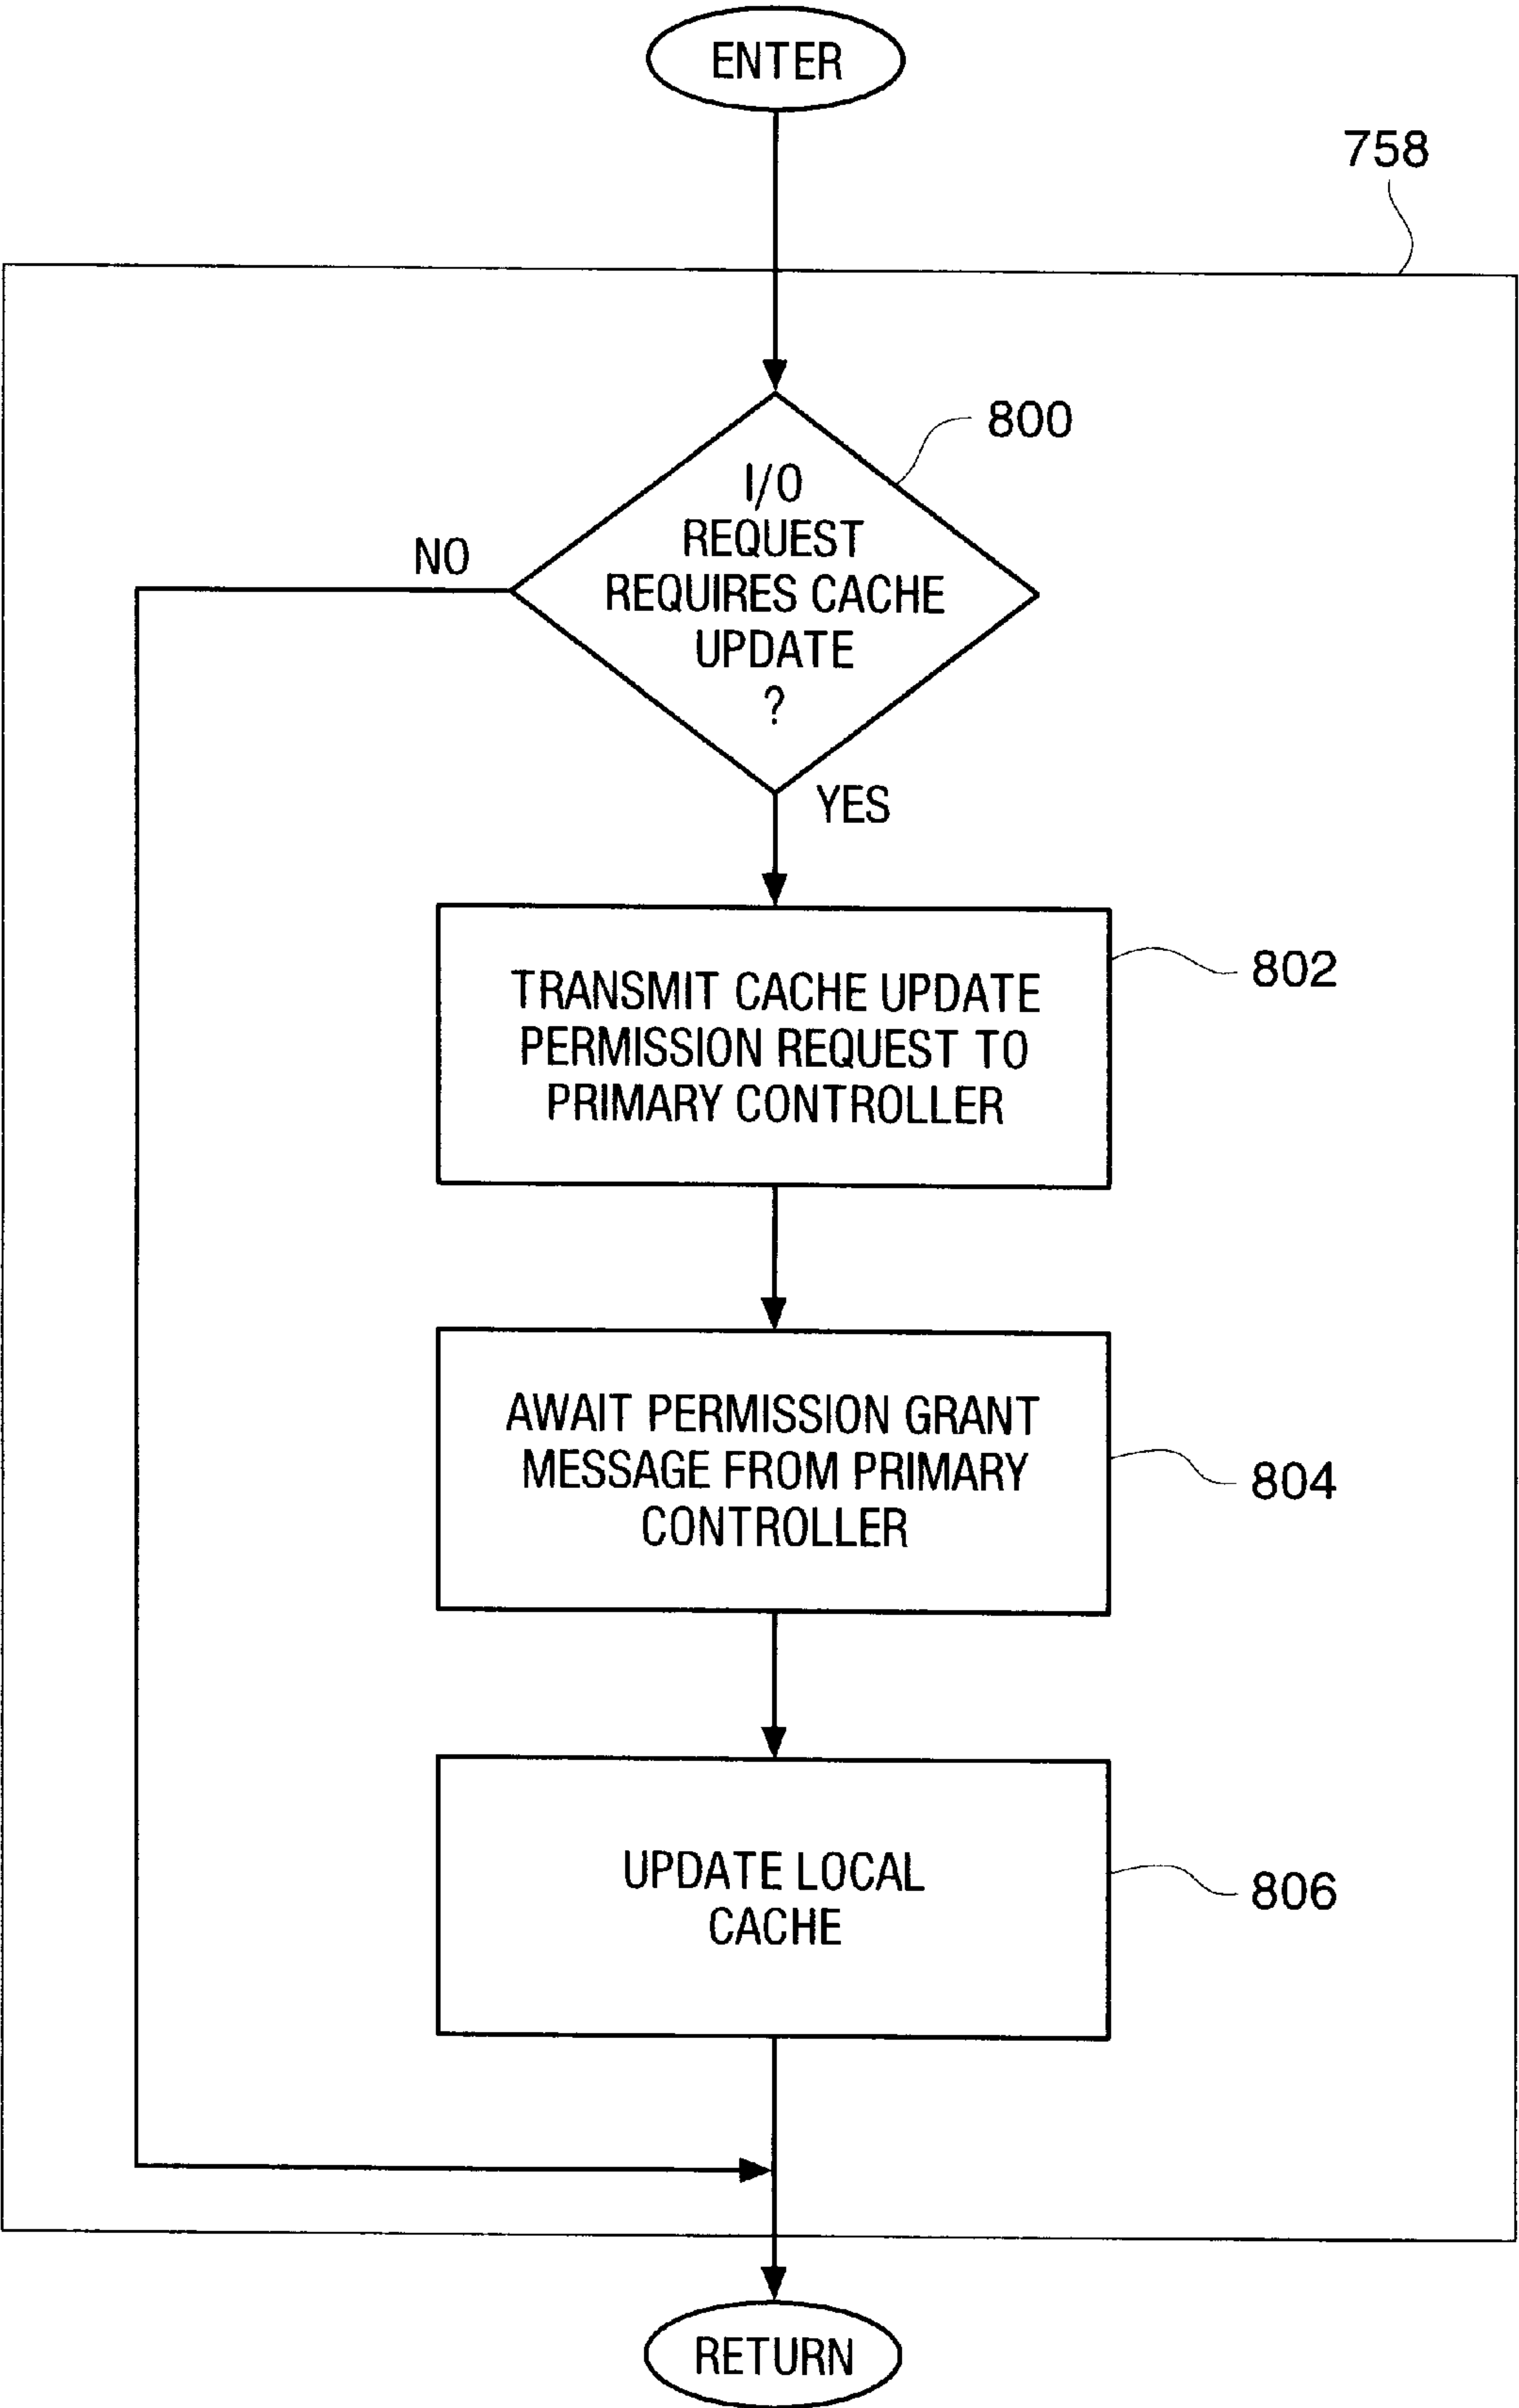 ENTER
758
800
I/O
REQUEST
REQUIRES CACHE
UPDATE
?
NO
YES
802
TRANSMIT CACHE UPDATE
PERMISSION REQUEST TO
PRIMARY CONTROLLER
AWAIT PERMISSION GRANT
MESSAGE FROM PRIMARY
CONTROLLER
804
UPDATE LOCAL
CACHE
806
RETURN